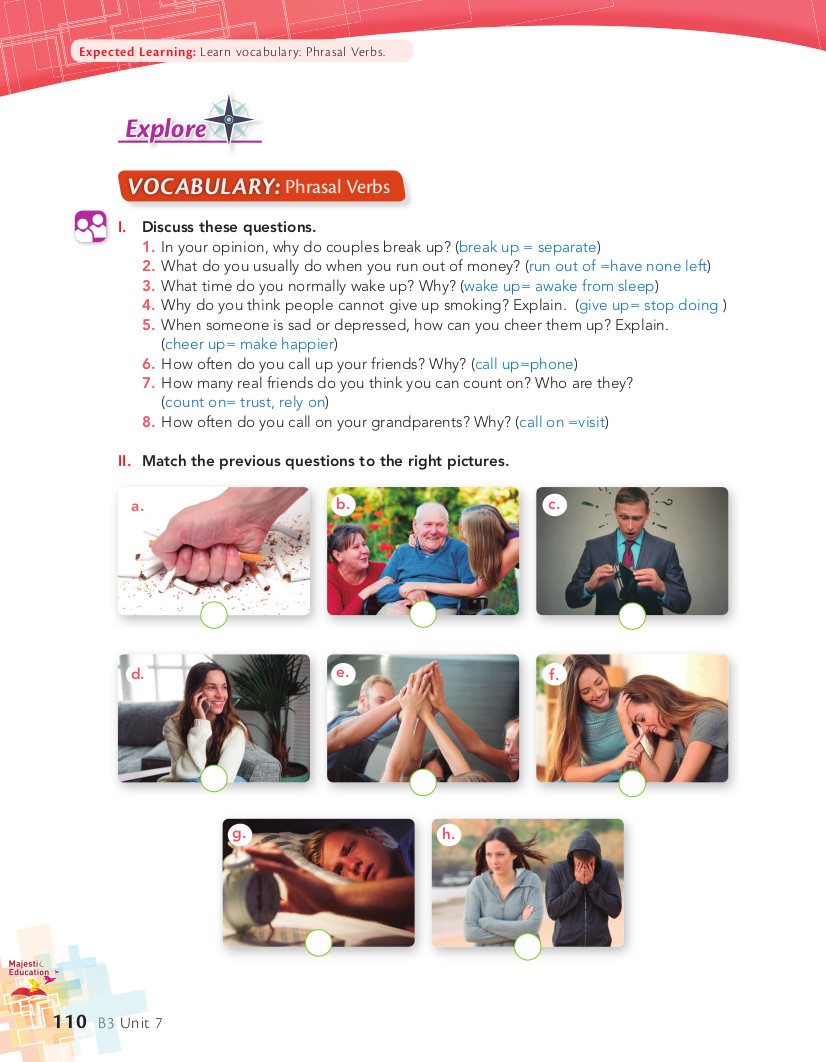 Expected Learning: Learn vocabulary: Phrasal Verbs.
Explore
VOCABULARY: Phrasal Verbs
I. Discuss these questions.
1. In your opinion, why do couples break up? (break up = separate)
2. What do you usually do when you run out of money? (run out of =have none left)
3. What time do you normally wake up? Why? (wake up= awake from sleep)
4. Why do you think people cannot give up smoking? Explain. (give up= stop doing )
5. When someone is sad or depressed, how can you cheer them up? Explain.
(cheer up= make happier)
6. How often do you call up your friends? Why? (call up=phone)
7. How many real friends do you think you can count on? Who are they?
(count on= trust, rely on)
8. How often do you call on your grandparents? Why? (call on =visit)
II. Match the previous questions to the right pictures.
a.
b.
c.
d.
e.
f.
g.
h.
Majestic
Education
110 B3 Unit 7